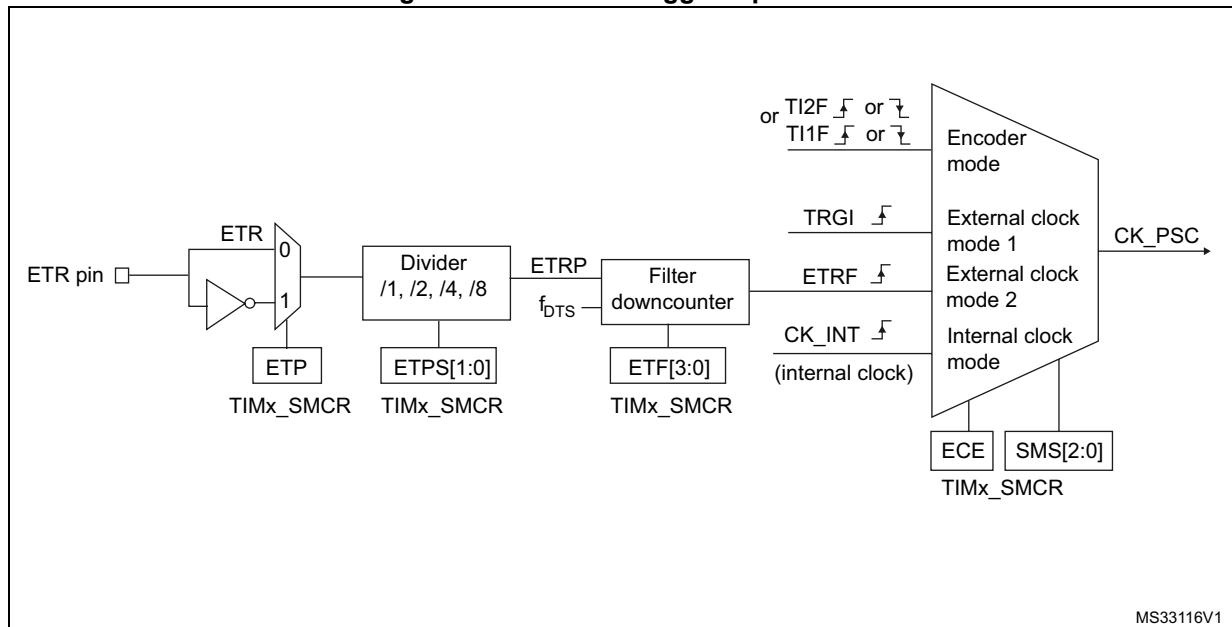 or TI2F or
TI1F or
Encoder
mode
TRGI
External clock
mode 1
CK_PSC
ETR
0
ETR pin
1
Divider
/1, /2, /4, /8
ETRP
fDTS
Filter
downcounter
ETRF
External clock
mode 2
CK_INT
(internal clock)
Internal clock
mode
ETP
TIMx_SMCR
ETPS[1:0]
TIMx_SMCR
ETF[3:0]
TIMx_SMCR
ECE
SMS[2:0]
TIMx_SMCR
MS33116V1